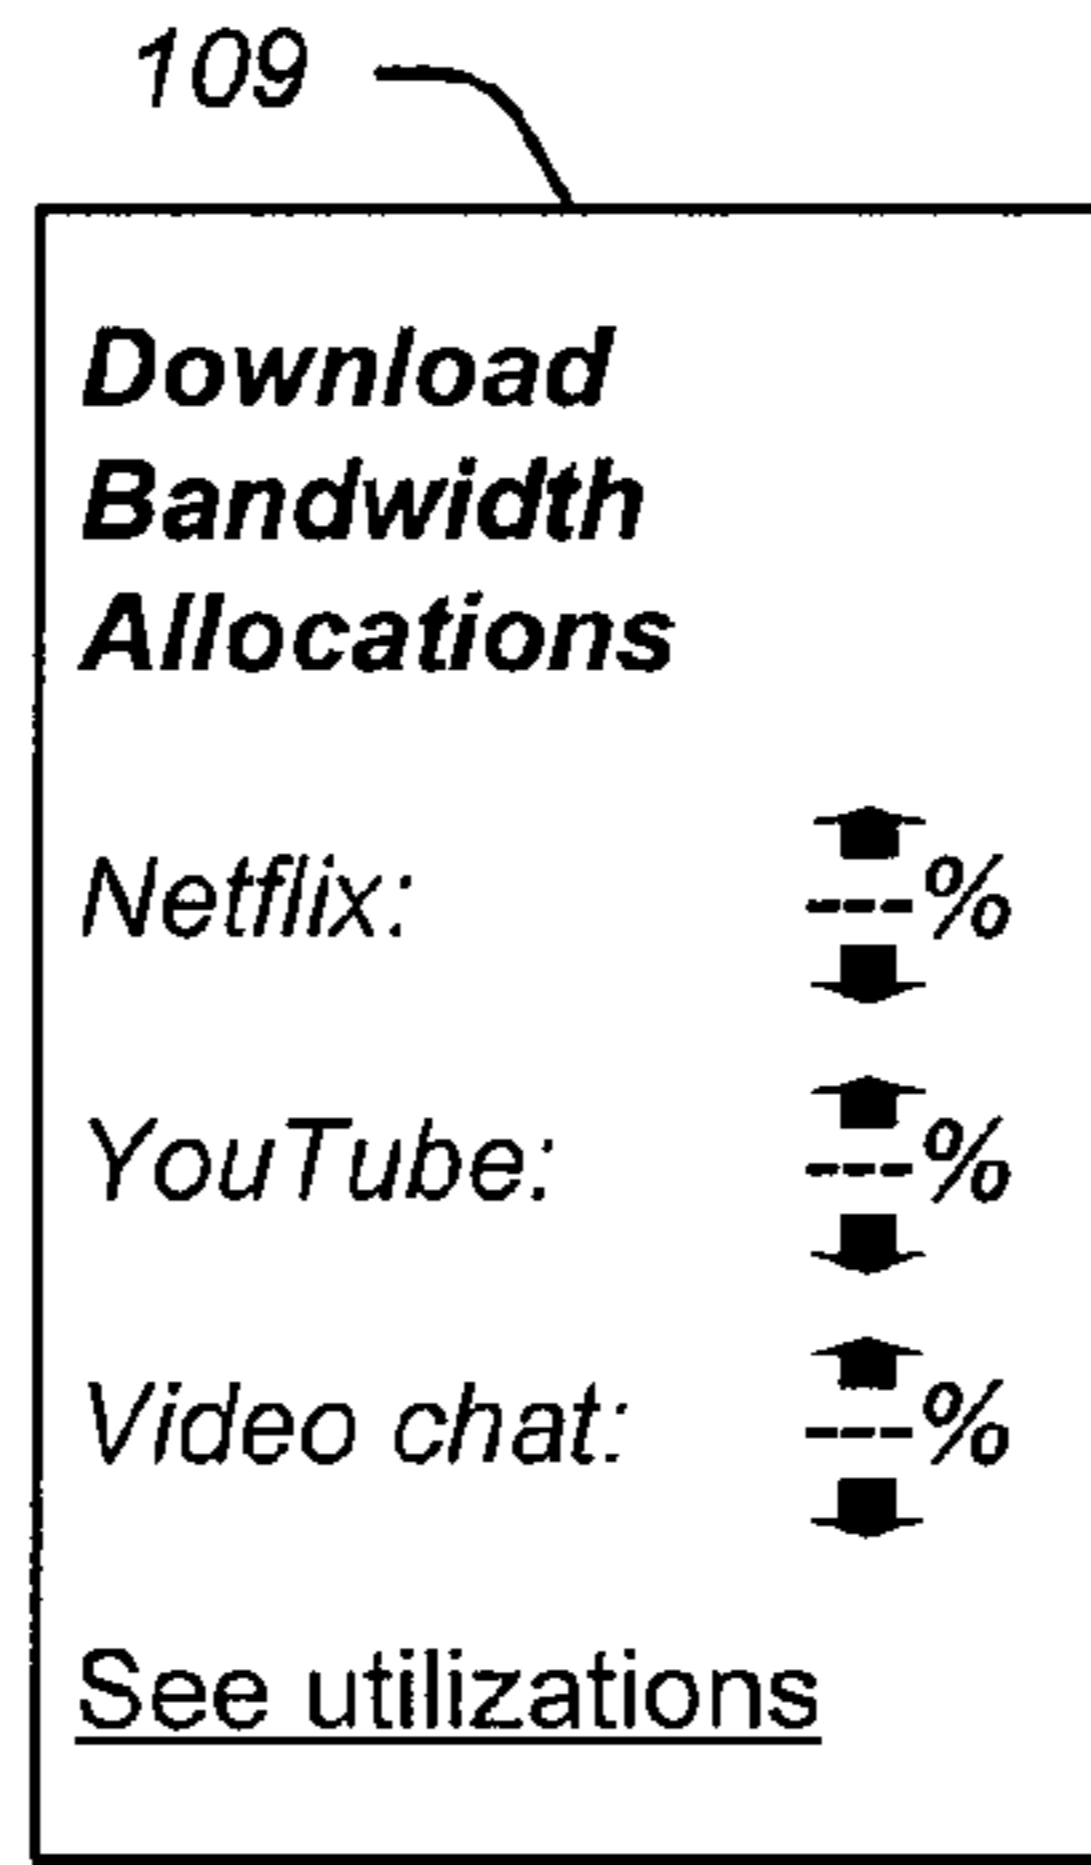 109
Download
Bandwidth
Allocations
Netflix: ---%
YouTube: ---%
Video chat: ---%
See utilizations